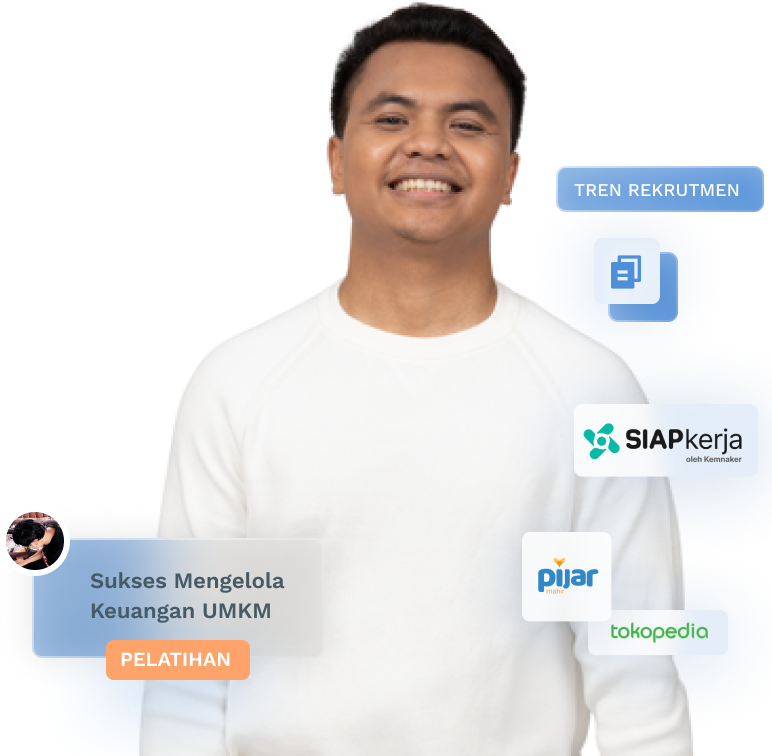 TREN REKRUTMEN
SIAPkerja
oleh Kemnaker
Sukses Mengelola
Keuangan UMKM
PELATIHAN
pijar
mahir
tokopedia